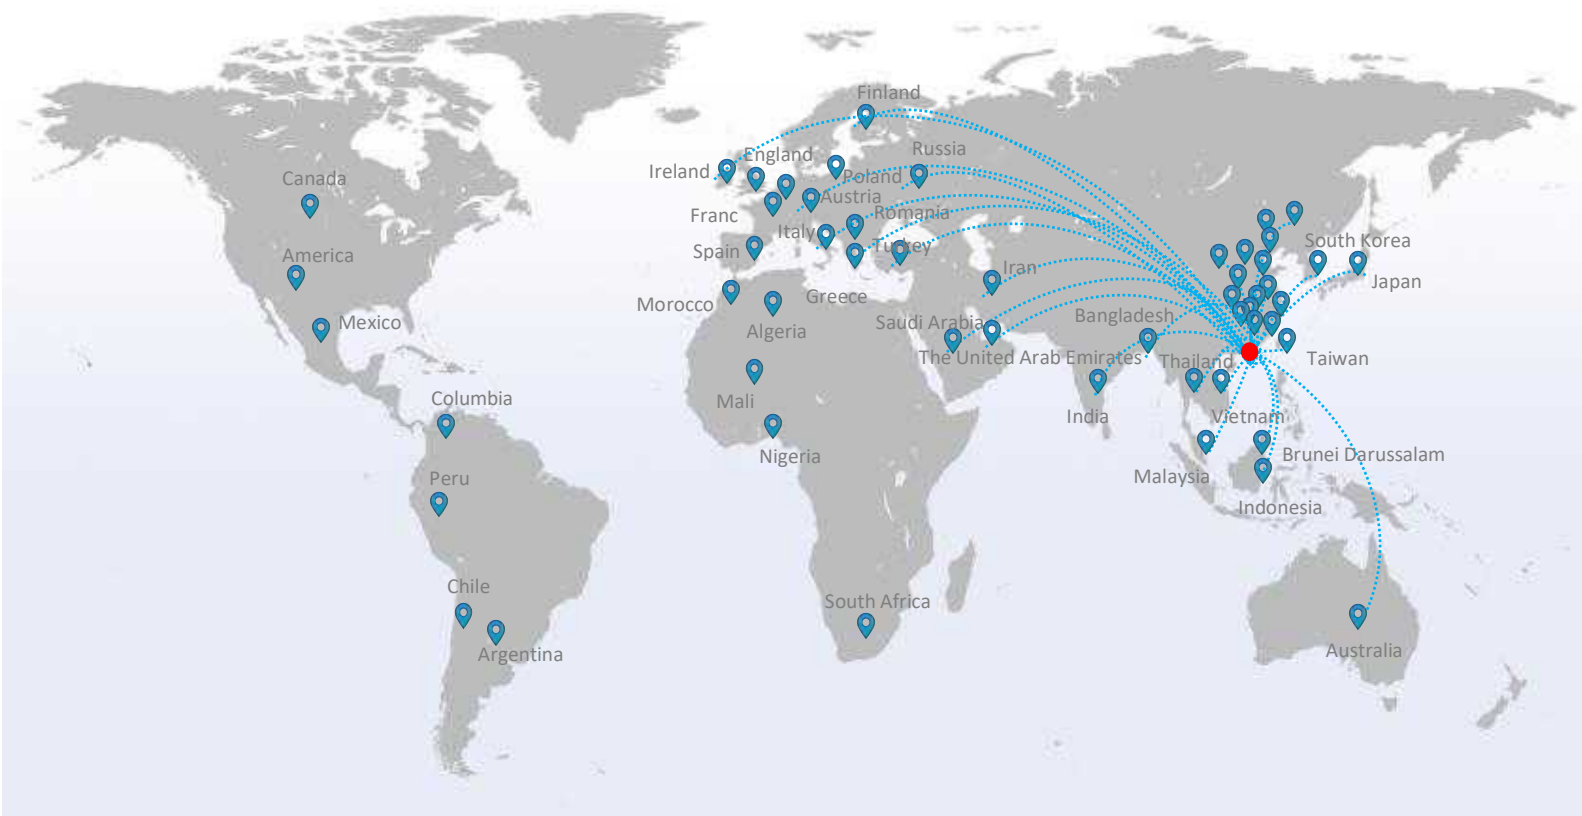 Finland
England
Russia
Ireland
Poland
Canada
Austria
Franc
Romania
Italy
South Korea
Spain
Turkey
America
Iran
Japan
Morocco
Greece
Algeria
Saudi Arabia
Bangladesh
Mexico
The United Arab Emirates
Thailand
Taiwan
Mali
Columbia
India
Vietnam
Nigeria
Brunei Darussalam
Peru
Malaysia
Indonesia
Chile
South Africa
Argentina
Australia